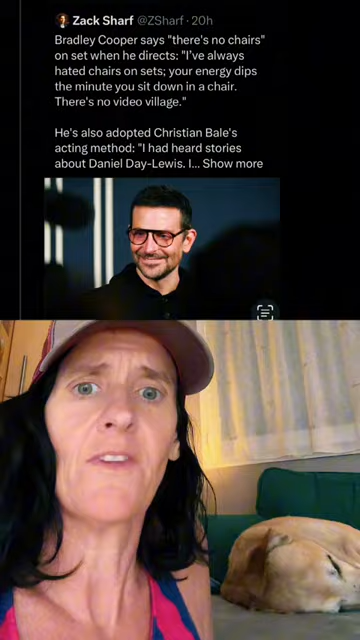 Zack Sharf @ZSharf · 20h
Bradley Cooper says "there's no chairs"
on set when he directs: "I've always
hated chairs on sets; your energy dips
the minute you sit down in a chair.
There's no video village."
He's also adopted Christian Bale's
acting method: "I had heard stories
about Daniel Day-Lewis. I... Show more